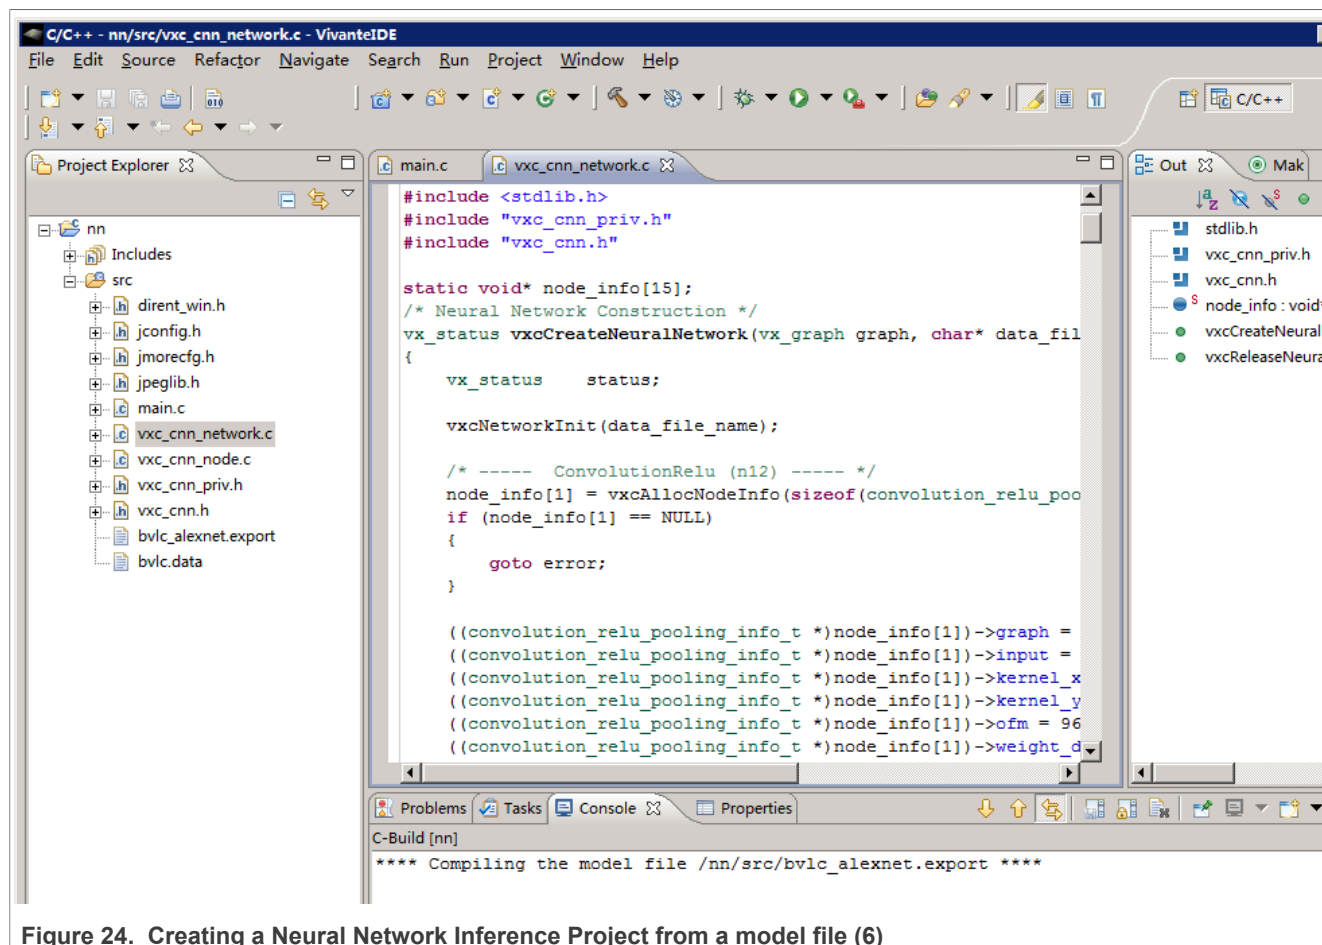 C/C++ - nn/src/vxc_cnn_network.c - VivanteIDE
File Edit Source Refactor Navigate Search Run Project Window Help
C/C++
Project Explorer
main.c
vxc_cnn_network.c
Out
Mak
nn
Includes
src
dirent_win.h
jconfig.h
jmorecfg.h
jpeglib.h
main.c
vxc_cnn_network.c
vxc_cnn_node.c
vxc_cnn_priv.h
vxc_cnn.h
bvlc_alexnet.export
bvlc.data
#include <stdlib.h>
#include "vxc_cnn_priv.h"
#include "vxc_cnn.h"
static void* node_info[15];
/* Neural Network Construction */
vx_status vxcCreateNeuralNetwork(vx_graph graph, char* data_fil
{
vx_status status;
vxcNetworkInit(data_file_name);
/* ----- ConvolutionRelu (n12) ----- */
node_info[1] = vxcAllocNodeInfo(sizeof(convolution_relu_poo
if (node_info[1] == NULL)
{
goto error;
}
((convolution_relu_pooling_info_t *)node_info[1])->graph =
((convolution_relu_pooling_info_t *)node_info[1])->input =
((convolution_relu_pooling_info_t *)node_info[1])->kernel_x
((convolution_relu_pooling_info_t *)node_info[1])->kernel_y
((convolution_relu_pooling_info_t *)node_info[1])->ofm = 96
((convolution_relu_pooling_info_t *)node_info[1])->weight_d
stdlib.h
vxc_cnn_priv.h
vxc_cnn.h
node_info : void*
vxcCreateNeural
vxcReleaseNeura
Problems Tasks Console Properties
C-Build [nn]
**** Compiling the model file /nn/src/bvlc_alexnet.export ****
Figure 24. Creating a Neural Network Inference Project from a model file (6)